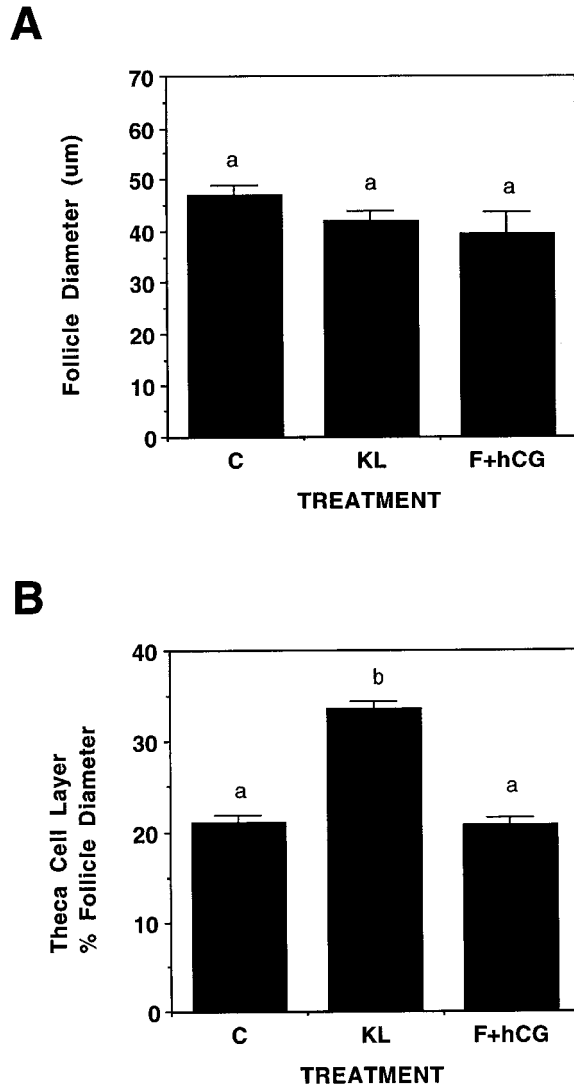 A
70
60
50
40
30
20
10
0
Follicle Diameter (um)
a
a
a
C KL F+hCG
TREATMENT
B
40
30
20
10
0
Theca Cell Layer
% Follicle Diameter
a
b
a
C KL F+hCG
TREATMENT